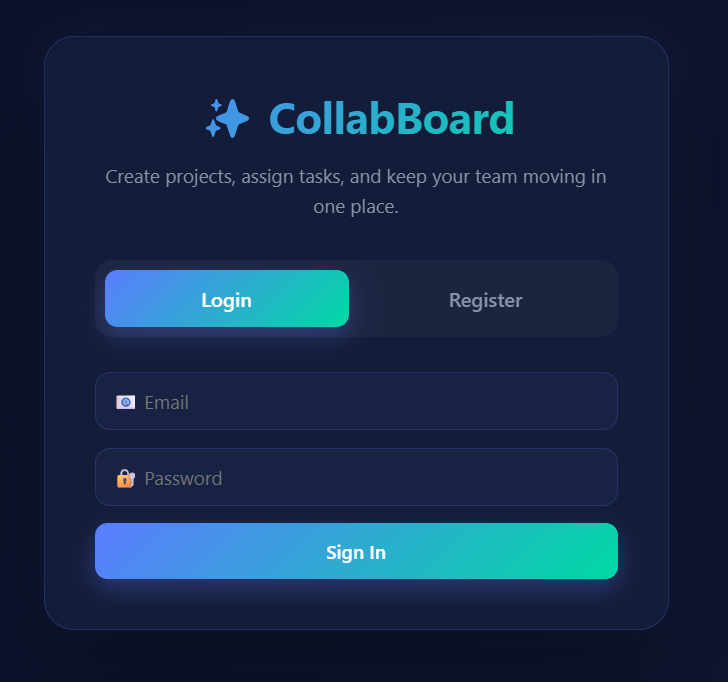 ✨ CollabBoard
Create projects, assign tasks, and keep your team moving in
one place.
Login
Register
📧 Email
🔐 Password
Sign In